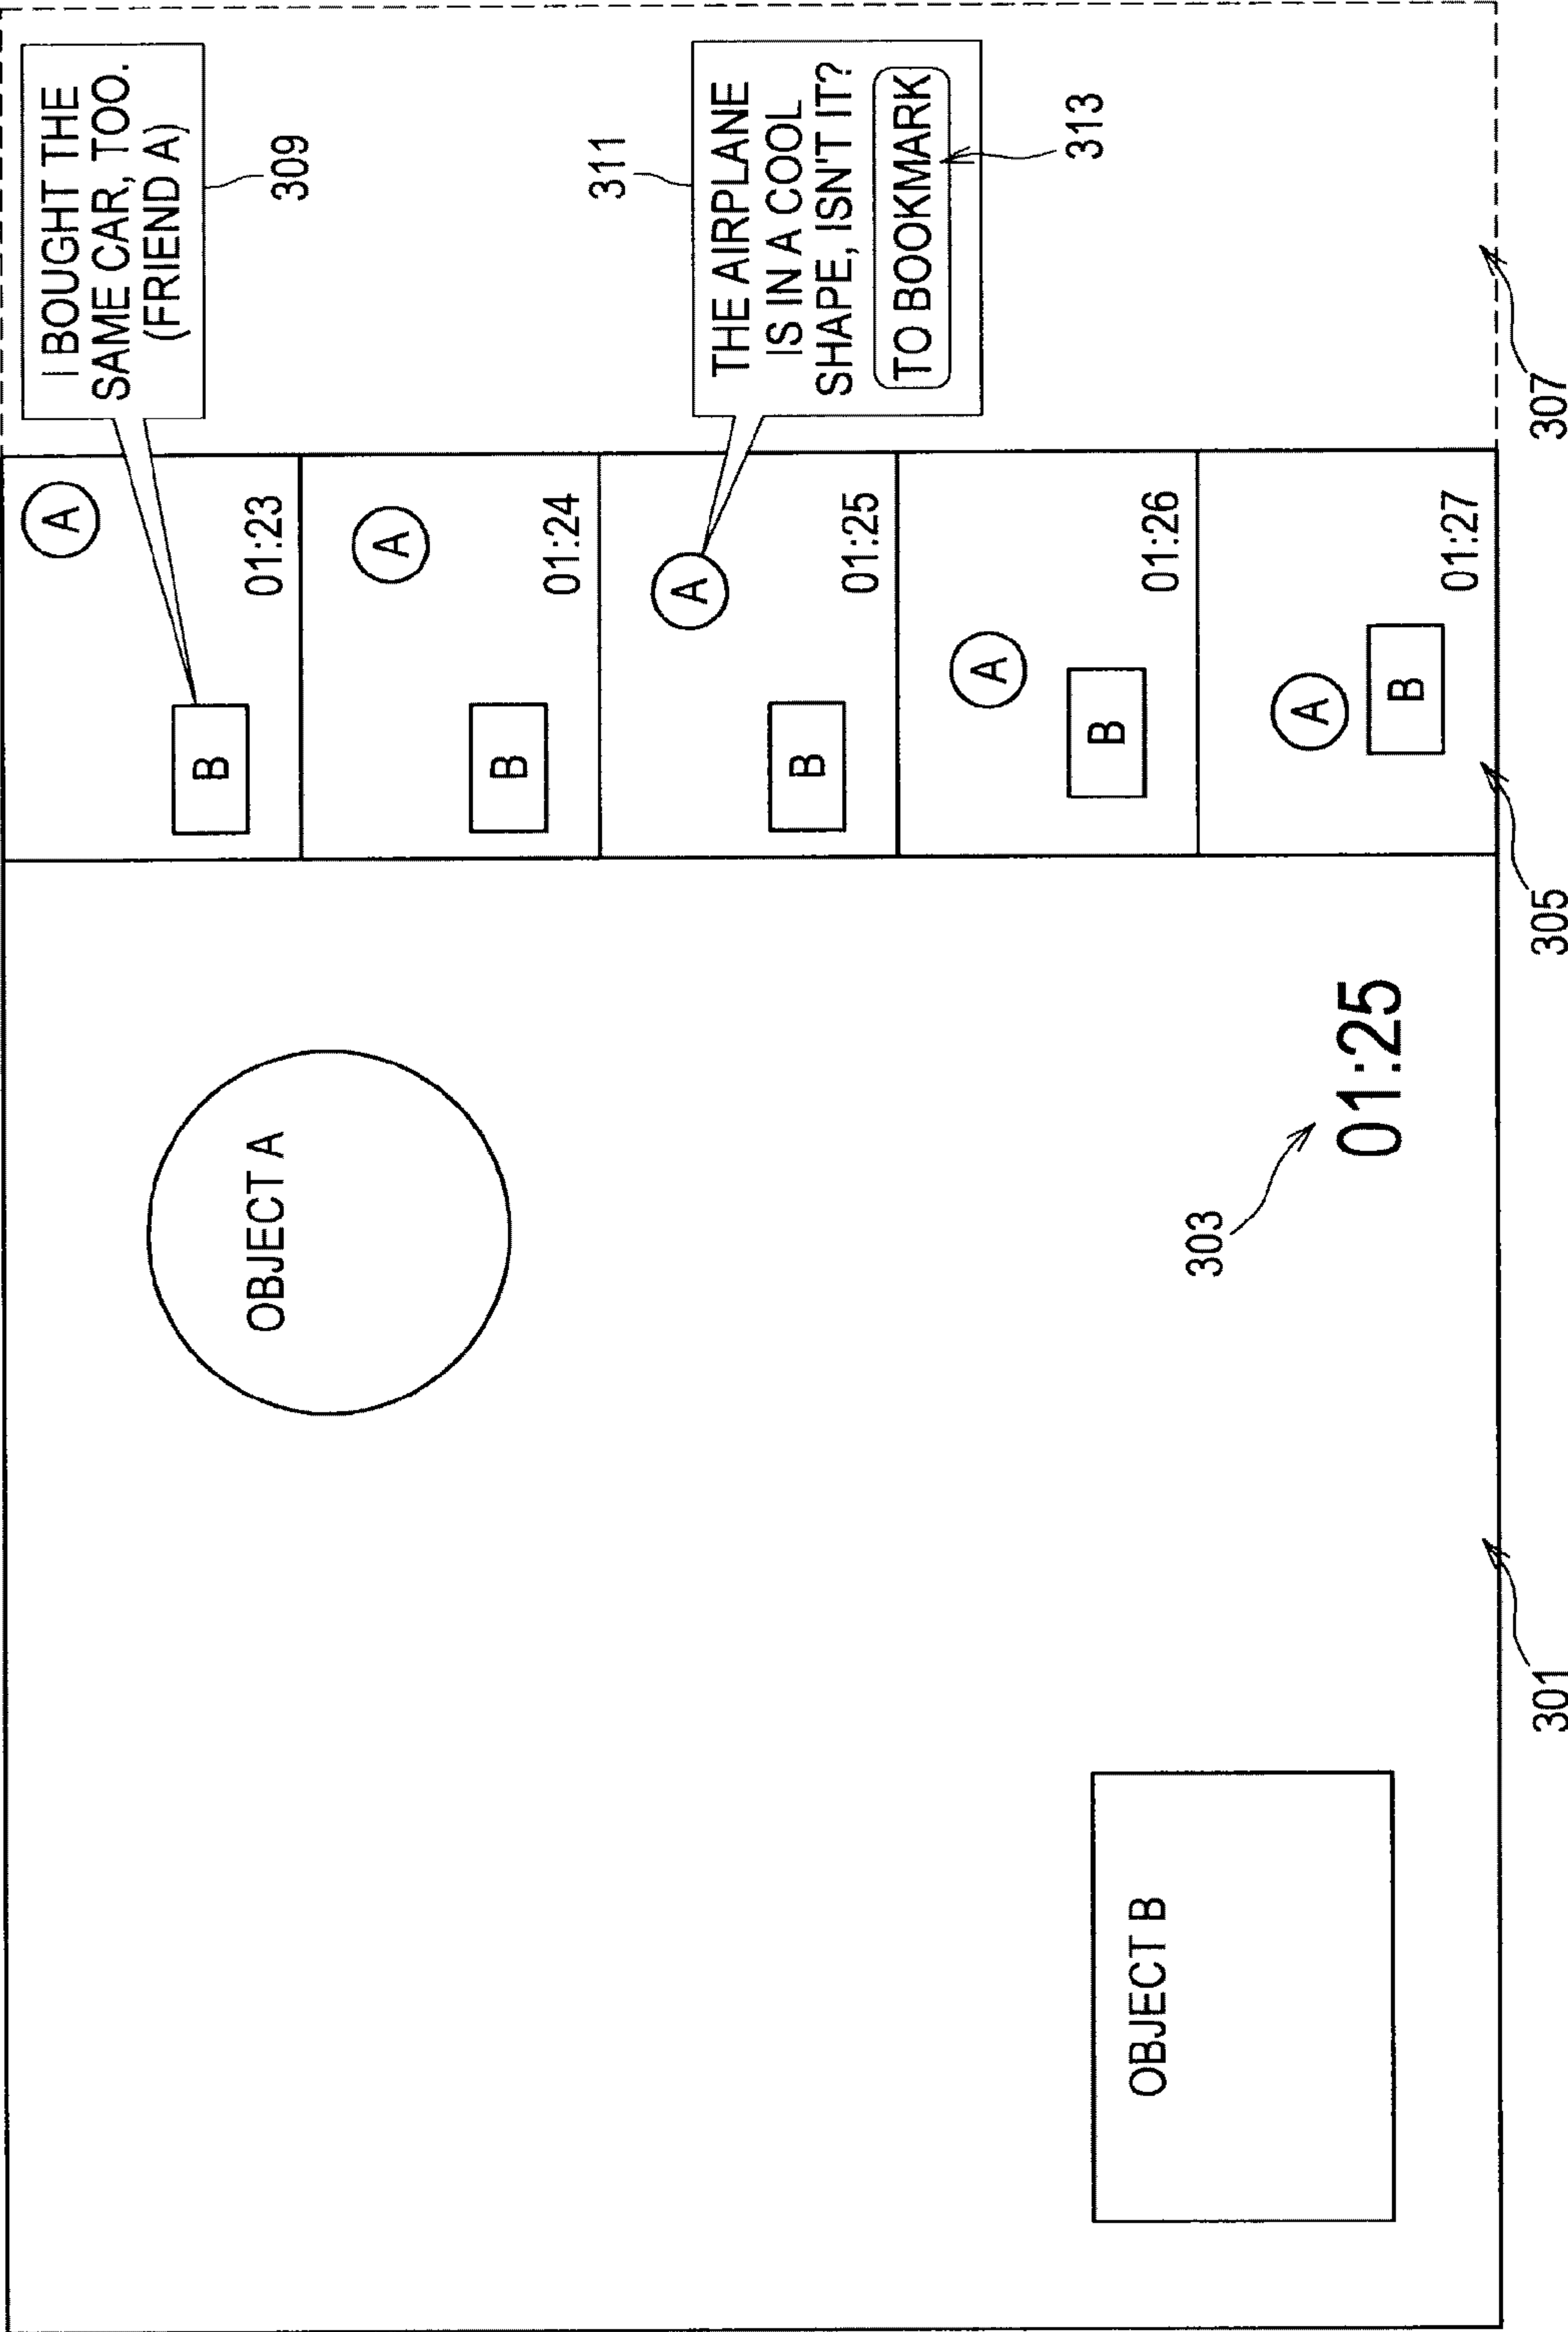 OBJECT A
OBJECT B
303
01:25
A
B
01:23
A
B
01:24
A
B
01:25
A
B
01:26
A
B
01:27
I BOUGHT THE
SAME CAR, TOO.
(FRIEND A)
309
311
THE AIRPLANE
IS IN A COOL
SHAPE, ISN'T IT?
TO BOOKMARK
313
301
305
307